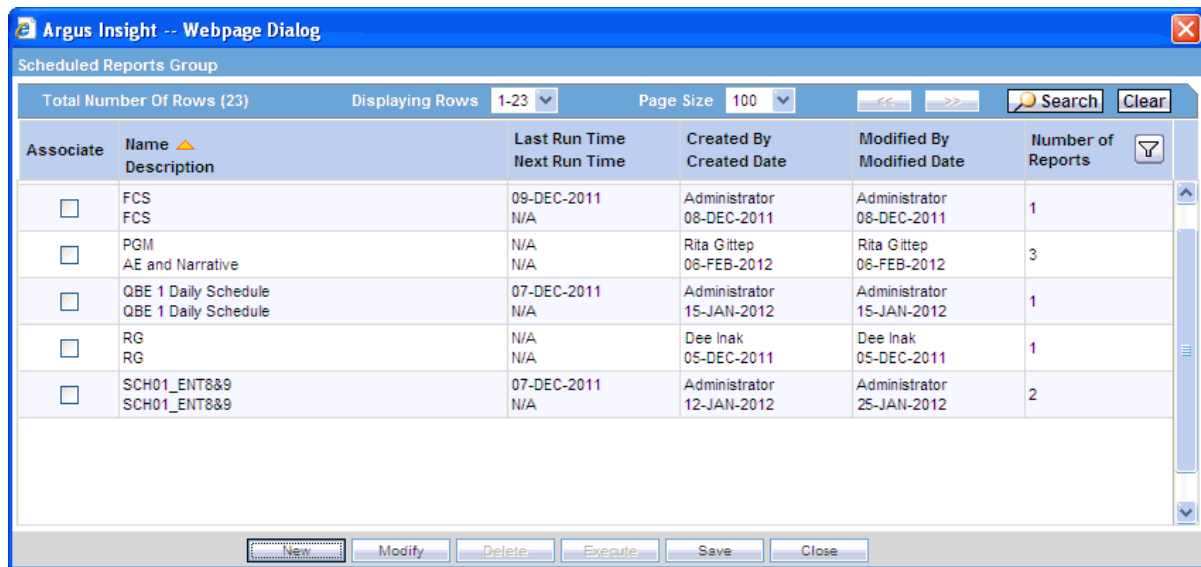 Argus Insight -- Webpage Dialog
Scheduled Reports Group
Total Number Of Rows (23) Displaying Rows 1-23 Page Size 100 << >> Search Clear
Associate Name Description Last Run Time Next Run Time Created By Created Date Modified By Modified Date Number of Reports
FCS 09-DEC-2011 Administrator Administrator 1
FCS N/A 08-DEC-2011 08-DEC-2011
PGM N/A Rita Gittep Rita Gittep 3
AE and Narrative N/A 06-FEB-2012 06-FEB-2012
QBE 1 Daily Schedule 07-DEC-2011 Administrator Administrator 1
QBE 1 Daily Schedule N/A 15-JAN-2012 15-JAN-2012
RG N/A Dee Inak Dee Inak 1
RG N/A 05-DEC-2011 05-DEC-2011
SCH01_ENT8&9 07-DEC-2011 Administrator Administrator 2
SCH01_ENT8&9 N/A 12-JAN-2012 25-JAN-2012
New Modify Delete Execute Save Close